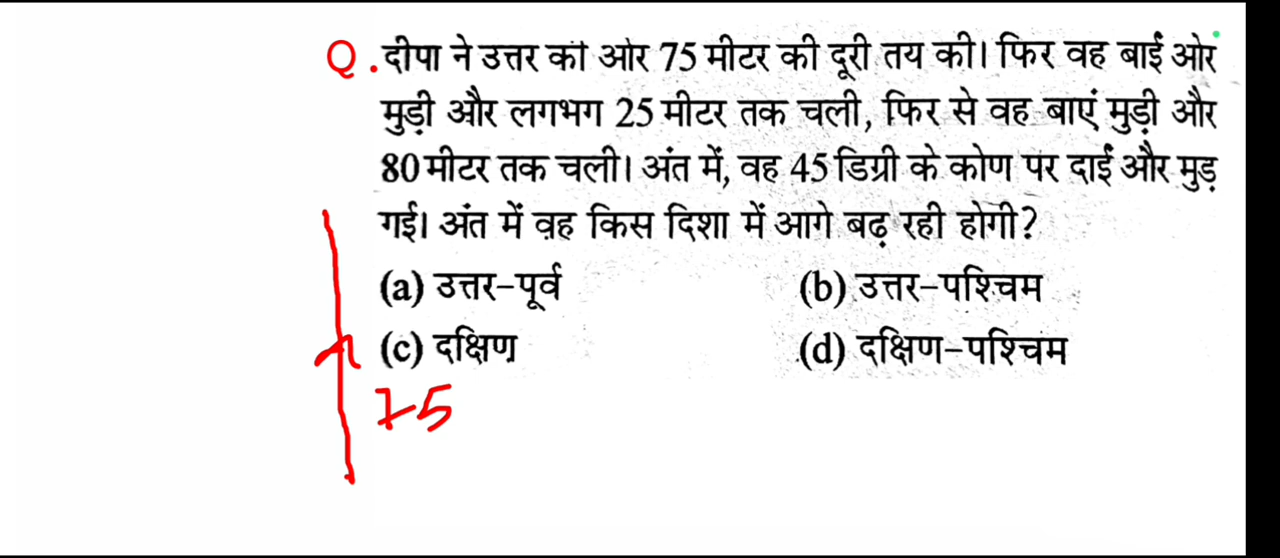 Q. दीपा ने उत्तर की ओर 75 मीटर की दूरी तय की। फिर वह बाईं ओर
मुड़ी और लगभग 25 मीटर तक चली, फिर से वह बाएं मुड़ी और
80 मीटर तक चली। अंत में, वह 45 डिग्री के कोण पर दाईं और मुड़
गई। अंत में वह किस दिशा में आगे बढ़ रही होगी?
(a) उत्तर-पूर्व (b) उत्तर-पश्चिम
(c) दक्षिण (d) दक्षिण-पश्चिम
75